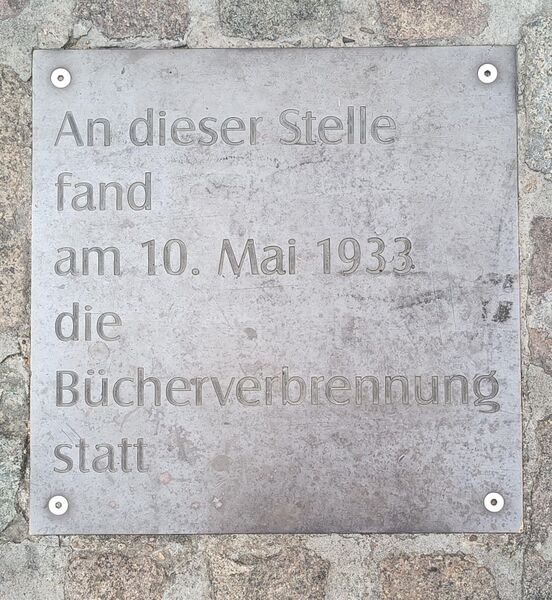 An dieser Stelle
fand
am 10. Mai 1933
die
Bücherverbrennung
statt